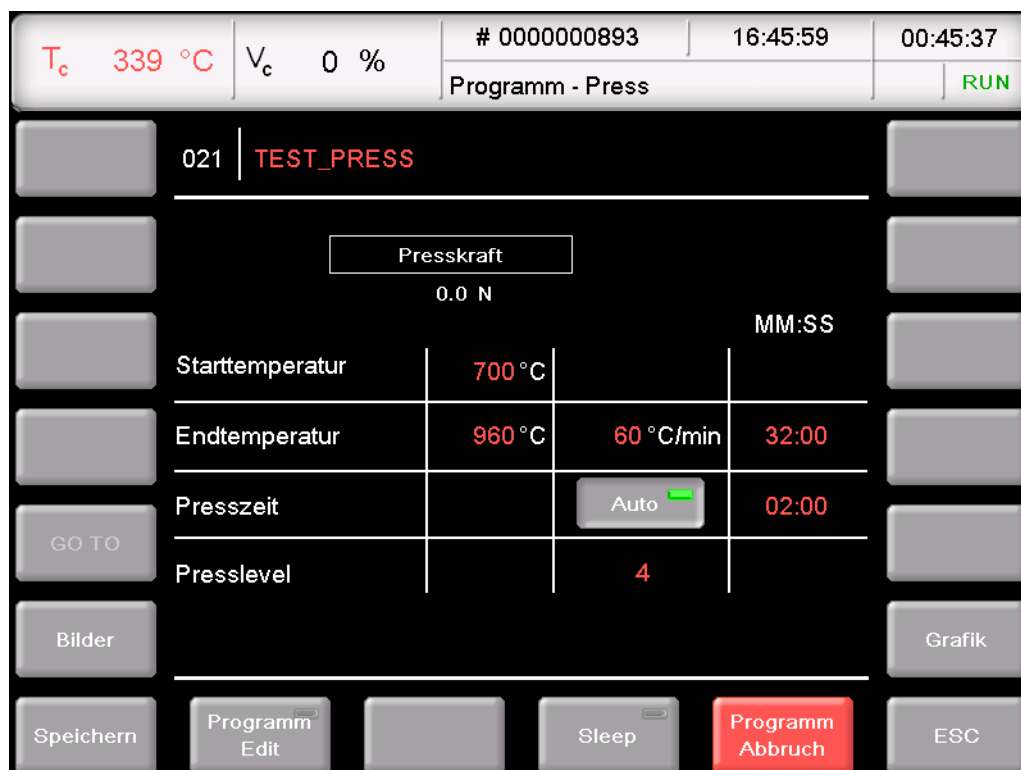 Tc 339 °C Vc 0 % # 0000000893 16:45:59 00:45:37
Programm - Press RUN
021 TEST_PRESS
Presskraft
0.0 N
MM:SS
Starttemperatur 700 °C
Endtemperatur 960 °C 60 °C/min 32:00
Presszeit Auto 02:00
GO TO
Presslevel 4
Bilder Grafik
Speichern Programm Edit Sleep Programm Abbruch ESC